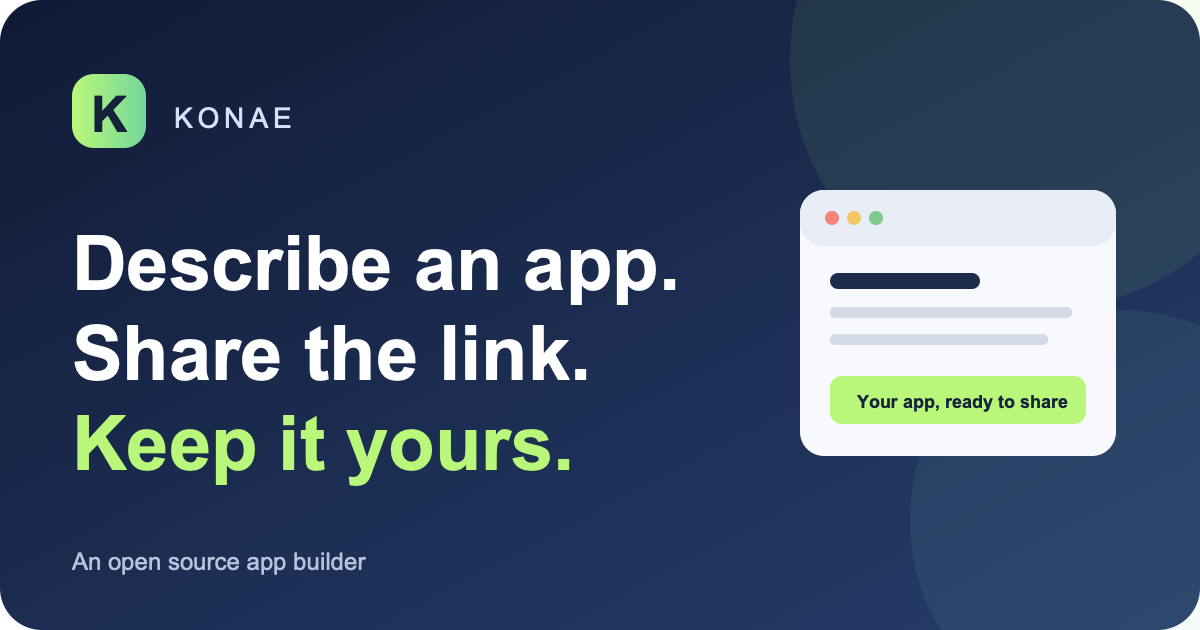 K
KONAE
Describe an app.
Share the link.
Keep it yours.
Your app, ready to share
An open source app builder